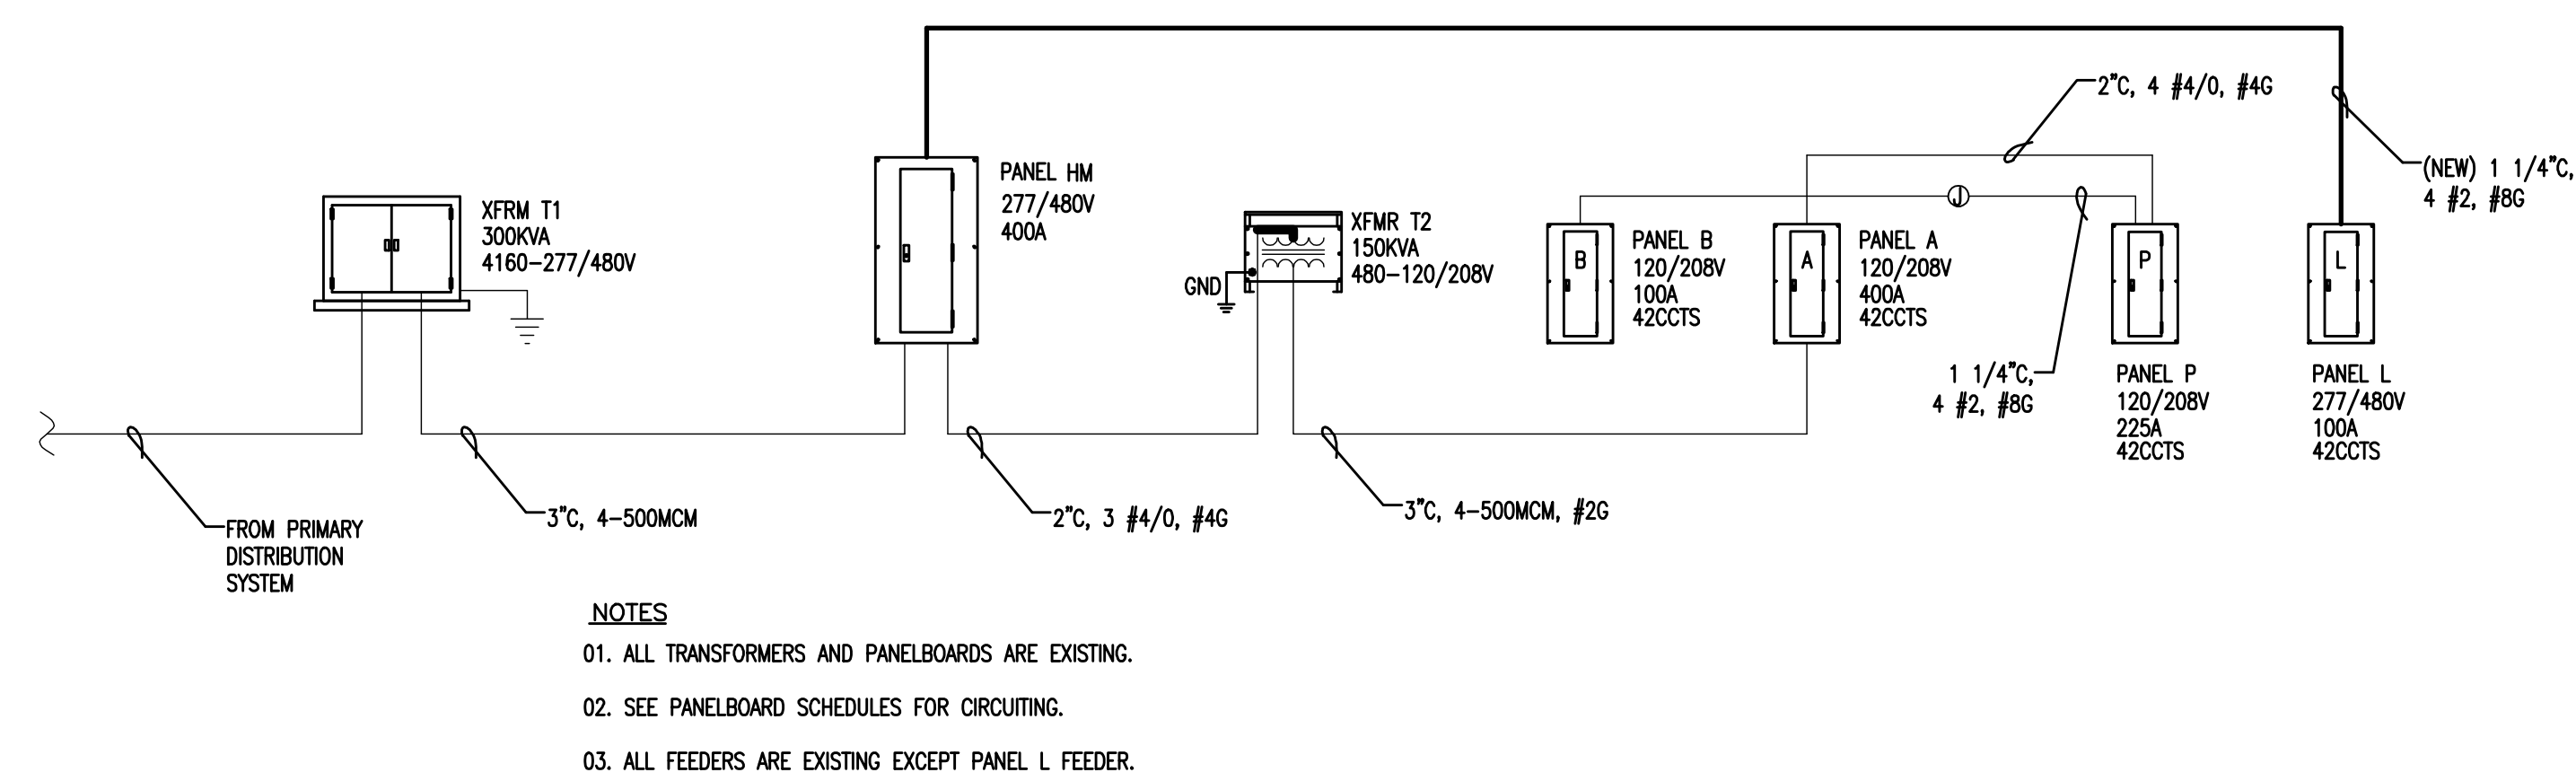 XFRM T1
300KVA
4160-277/480V
PANEL HM
277/480V
400A
XFMR T2
150KVA
480-120/208V
GND
B
PANEL B
120/208V
100A
42CCTS
A
PANEL A
120/208V
400A
42CCTS
2"C, 4 #4/0, #4G
J
1 1/4"C,
4 #2, #8G
P
PANEL P
120/208V
225A
42CCTS
L
PANEL L
277/480V
100A
42CCTS
(NEW) 1 1/4"C,
4 #2, #8G
FROM PRIMARY
DISTRIBUTION
SYSTEM
3"C, 4-500MCM
2"C, 3 #4/0, #4G
3"C, 4-500MCM, #2G
NOTES
01. ALL TRANSFORMERS AND PANELBOARDS ARE EXISTING.
02. SEE PANELBOARD SCHEDULES FOR CIRCUITING.
03. ALL FEEDERS ARE EXISTING EXCEPT PANEL L FEEDER.